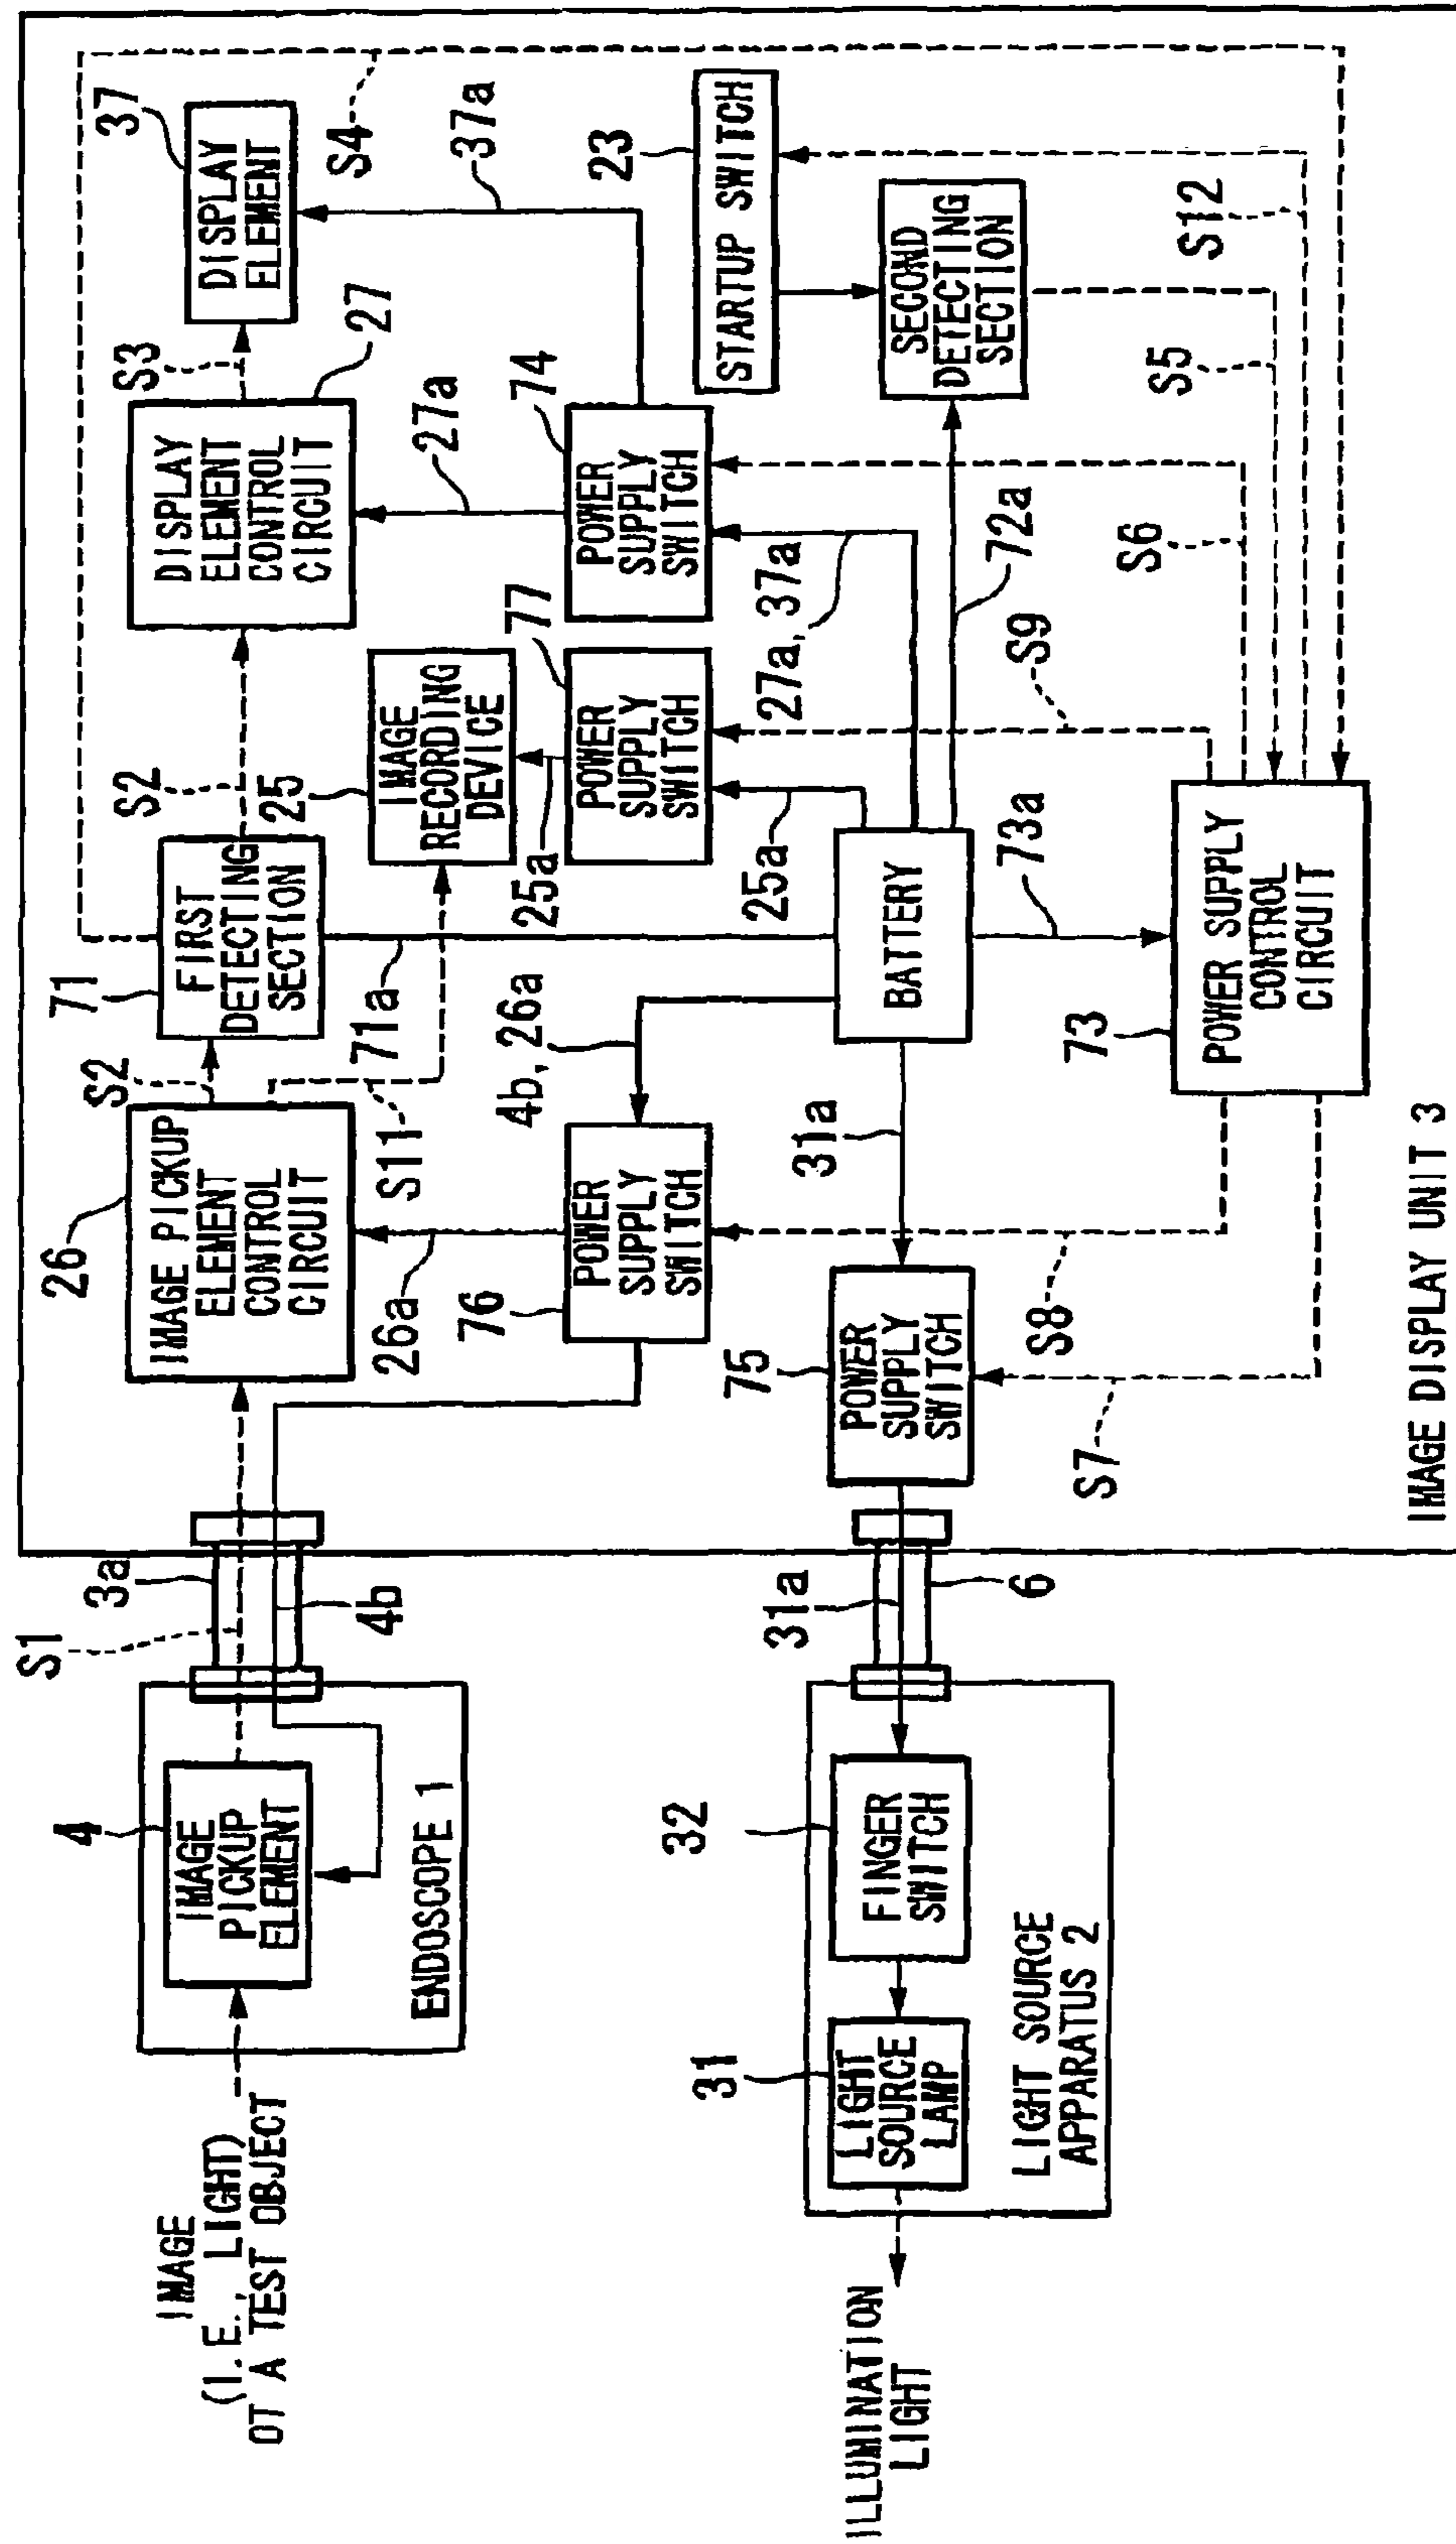 IMAGE
(I.E., LIGHT)
OT A TEST OBJECT
4
IMAGE
PICKUP
ELEMENT
ENDOSCOPE 1
S1
3a
4b
26
IMAGE PICKUP
ELEMENT
CONTROL
CIRCUIT
S2
71
FIRST
DETECTING
SECTION
S2
DISPLAY
ELEMENT
CONTROL
CIRCUIT
27
S3
37
DISPLAY
ELEMENT
S4
37a
26a
S11
71a
25
IMAGE
RECORDING
DEVICE
25a
27a
76
POWER
SUPPLY
SWITCH
4b, 26a
77
POWER
SUPPLY
SWITCH
74
POWER
SUPPLY
SWITCH
23
STARTUP SWITCH
25a
27a, 37a
SECOND
DETECTING
SECTION
ILLUMINATION
LIGHT
31
LIGHT
SOURCE
LAMP
32
FINGER
SWITCH
LIGHT SOURCE
APPARATUS 2
31a
6
75
POWER
SUPPLY
SWITCH
31a
BATTERY
72a
73a
S7
S8
73
POWER SUPPLY
CONTROL
CIRCUIT
S9
S6
S5
S12
IMAGE DISPLAY UNIT 3